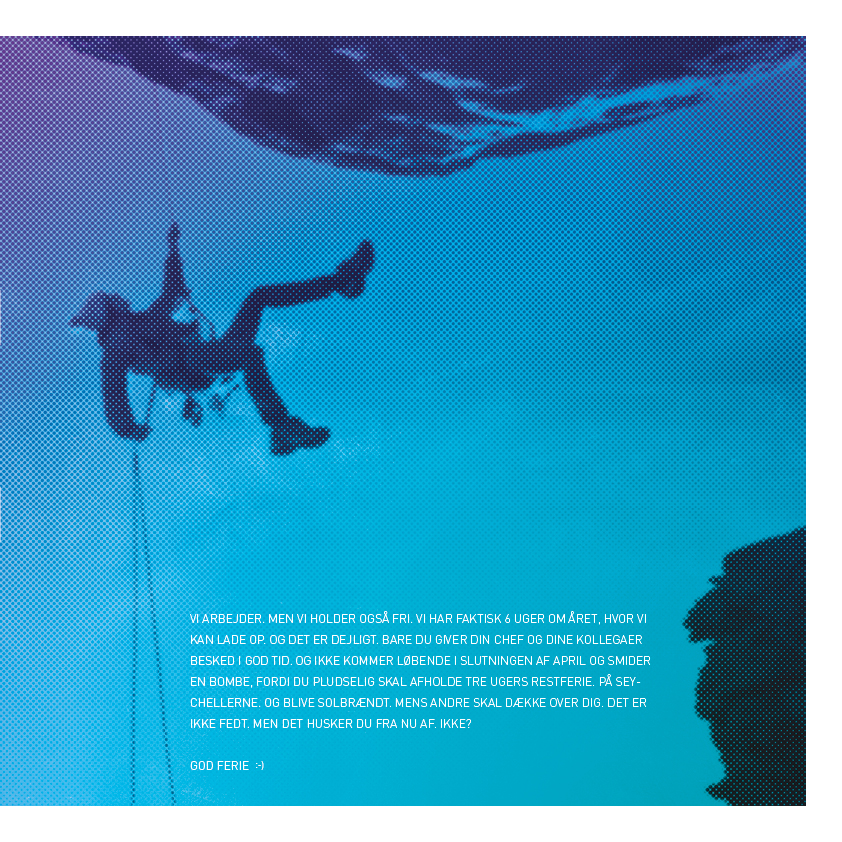 VI ARBEJDER. MEN VI HOLDER OGSÅ FRI. VI HAR FAKTISK 6 UGER OM ÅRET, HVOR VI
KAN LADE OP. OG DET ER DEJLIGT. BARE DU GIVER DIN CHEF OG DINE KOLLEGAER
BESKED I GOD TID. OG IKKE KOMMER LØBENDE I SLUTNINGEN AF APRIL OG SMIDER
EN BOMBE, FORDI DU PLUDSELIG SKAL AFHOLDE TRE UGERS RESTFERIE. PÅ SEY-
CHELLERNE. OG BLIVE SOLBRÆNDT. MENS ANDRE SKAL DÆKKE OVER DIG. DET ER
IKKE FEDT. MEN DET HUSKER DU FRA NU AF. IKKE?
GOD FERIE :-)